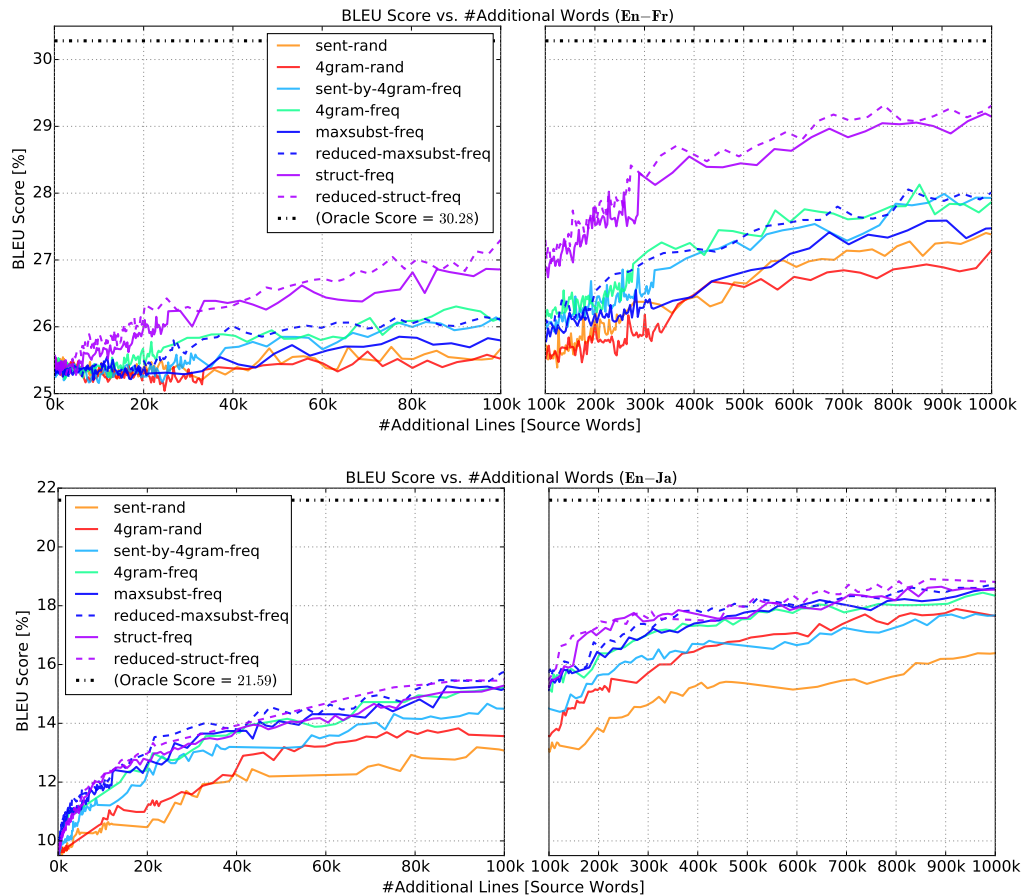 BLEU Score vs. #Additional Words (En−Fr)
BLEU Score [%]
30
29
28
27
26
25
sent-rand
4gram-rand
sent-by-4gram-freq
4gram-freq
maxsubst-freq
reduced-maxsubst-freq
struct-freq
reduced-struct-freq
(Oracle Score = 30.28)
0k 20k 40k 60k 80k 100k 100k 200k 300k 400k 500k 600k 700k 800k 900k 1000k
#Additional Lines [Source Words]
BLEU Score vs. #Additional Words (En−Ja)
BLEU Score [%]
22
20
18
16
14
12
10
sent-rand
4gram-rand
sent-by-4gram-freq
4gram-freq
maxsubst-freq
reduced-maxsubst-freq
struct-freq
reduced-struct-freq
(Oracle Score = 21.59)
0k 20k 40k 60k 80k 100k 100k 200k 300k 400k 500k 600k 700k 800k 900k 1000k
#Additional Lines [Source Words]